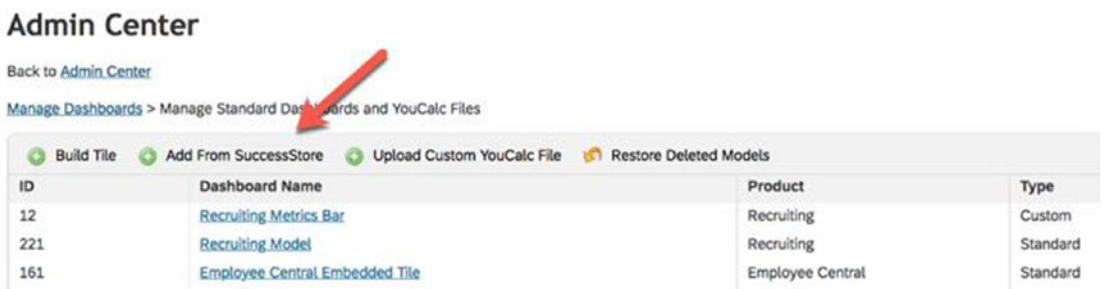 Admin Center
Back to Admin Center
Manage Dashboards > Manage Standard Dashboards and YouCalc Files
Build Tile Add From SuccessStore Upload Custom YouCalc File Restore Deleted Models
ID Dashboard Name Product Type
12 Recruiting Metrics Bar Recruiting Custom
221 Recruiting Model Recruiting Standard
161 Employee Central Embedded Tile Employee Central Standard